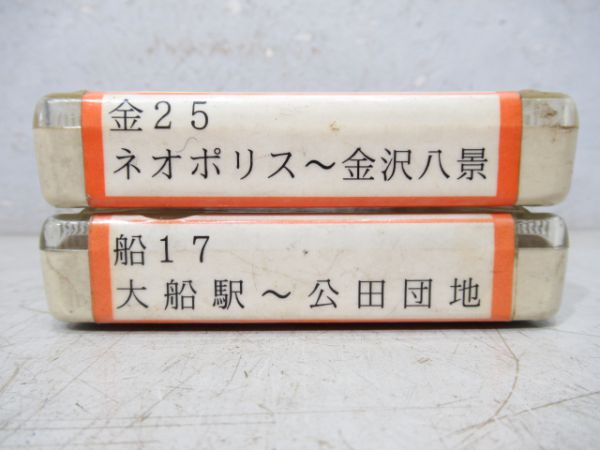 金２５
ネオポリス～金沢八景
船１７
大船駅～公田団地